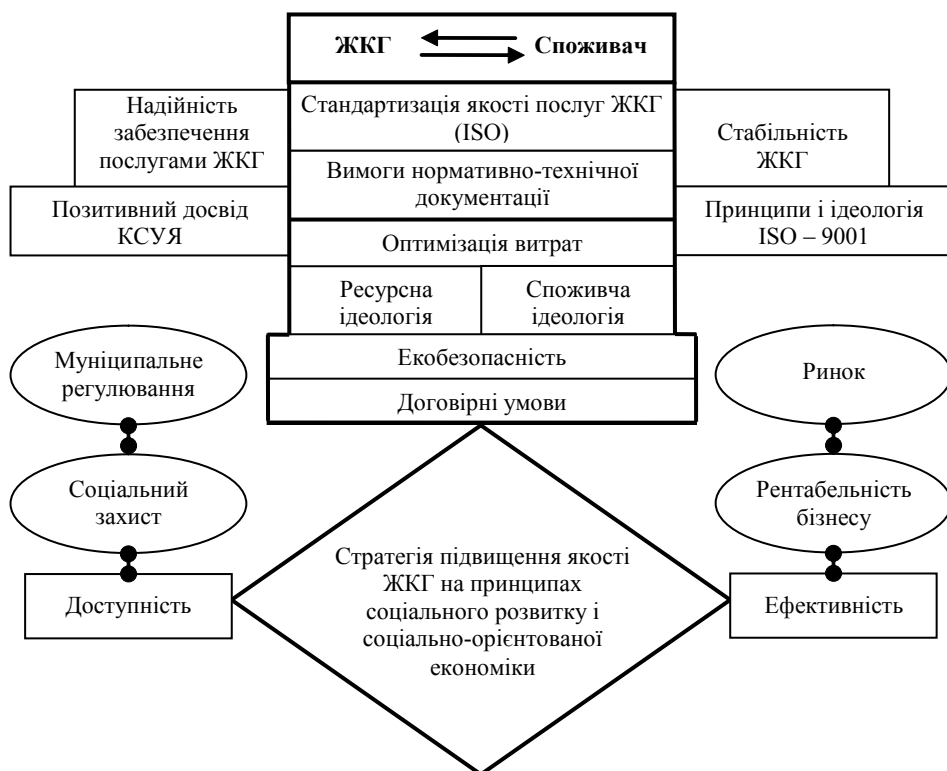 ЖКГ
Споживач
Надійність
забезпечення
послугами ЖКГ
Стандартизація якості послуг ЖКГ
(ISO)
Стабільність
ЖКГ
Вимоги нормативно-технічної
документації
Позитивний досвід
КСУЯ
Принципи і ідеологія
ISO – 9001
Оптимізація витрат
Ресурсна
ідеологія
Споживча
ідеологія
Екобезопасність
Договірні умови
Муніципальне
регулювання
Ринок
Соціальний
захист
Рентабельність
бізнесу
Доступність
Стратегія підвищення якості
ЖКГ на принципах
соціального розвитку і
соціально-орієнтованої
економіки
Ефективність